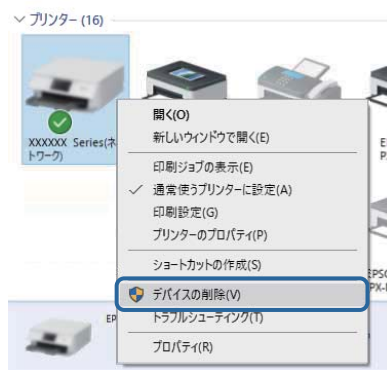 プリンター (16)
XXXXXX Series(ネ
トワーク)
開く(O)
新しいウィンドウで開く(E)
印刷ジョブの表示(E)
通常使うプリンターに設定(A)
印刷設定(G)
プリンターのプロパティ(P)
ショートカットの作成(S)
デバイスの削除(V)
トラブルシューティング(T)
プロパティ(R)
EP
E
P
EPSO
PX-M